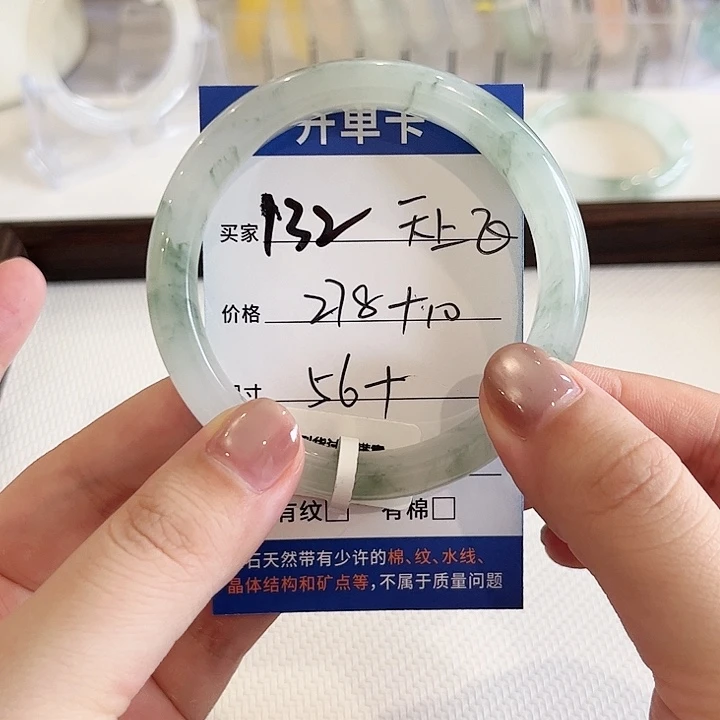 开单卡
买家 132 天上飞
价格 278+10
寸 56+
有纹□ 有棉□
石天然带有少许的棉、纹、水线、
晶体结构和矿点等，不属于质量问题